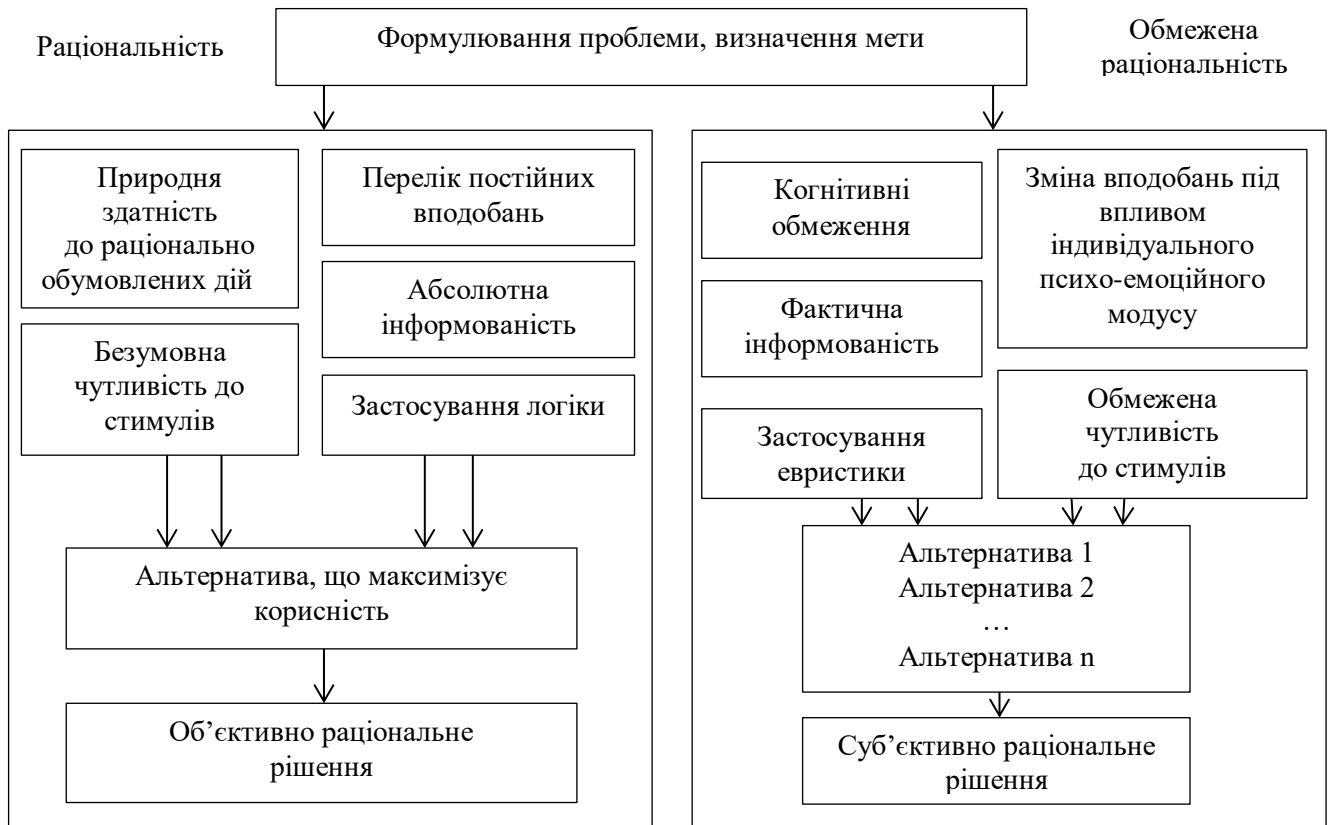 Раціональність
Формулювання проблеми, визначення мети
Обмежена
раціональність
Природня
здатність
до раціонально
обумовлених дій
Перелік постійних
вподобань
Абсолютна
інформованість
Безумовна
чутливість до
стимулів
Застосування логіки
Альтернатива, що максимізує
корисність
Об’єктивно раціональне
рішення
Когнітивні
обмеження
Зміна вподобань під
впливом
індивідуального
психо-емоційного
модусу
Фактична
інформованість
Застосування
евристики
Обмежена
чутливість
до стимулів
Альтернатива 1
Альтернатива 2
…
Альтернатива n
Суб’єктивно раціональне
рішення